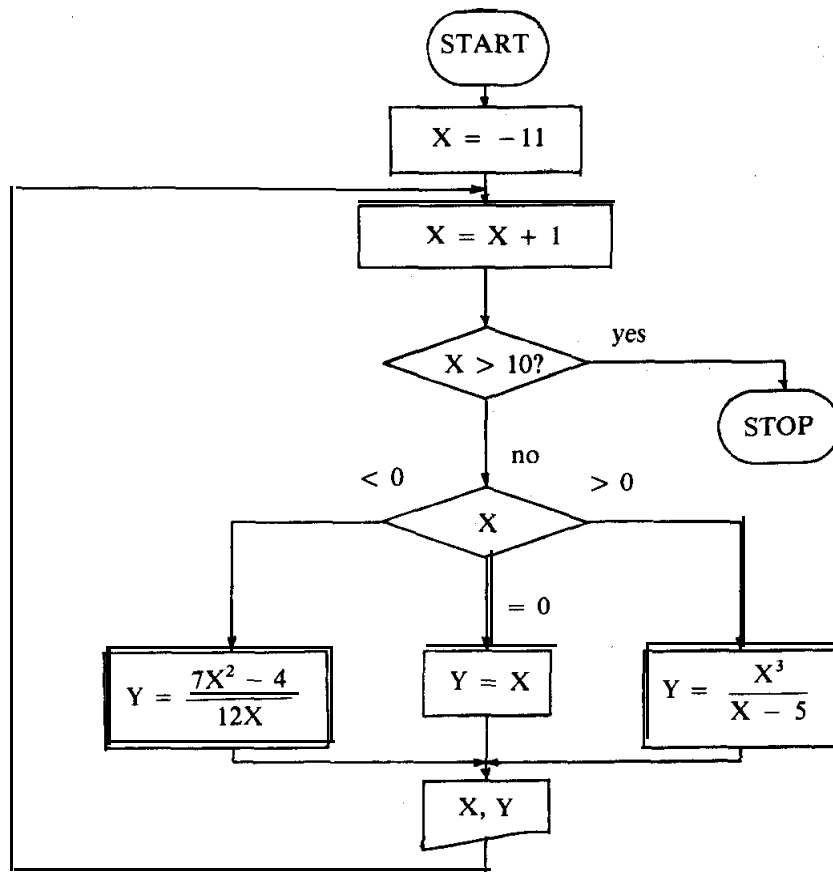 START
X = −11
X = X + 1
X > 10?
yes
STOP
no
< 0
> 0
X
= 0
Y = 7X² − 4 / 12X
Y = X
Y = X³ / X − 5
X, Y